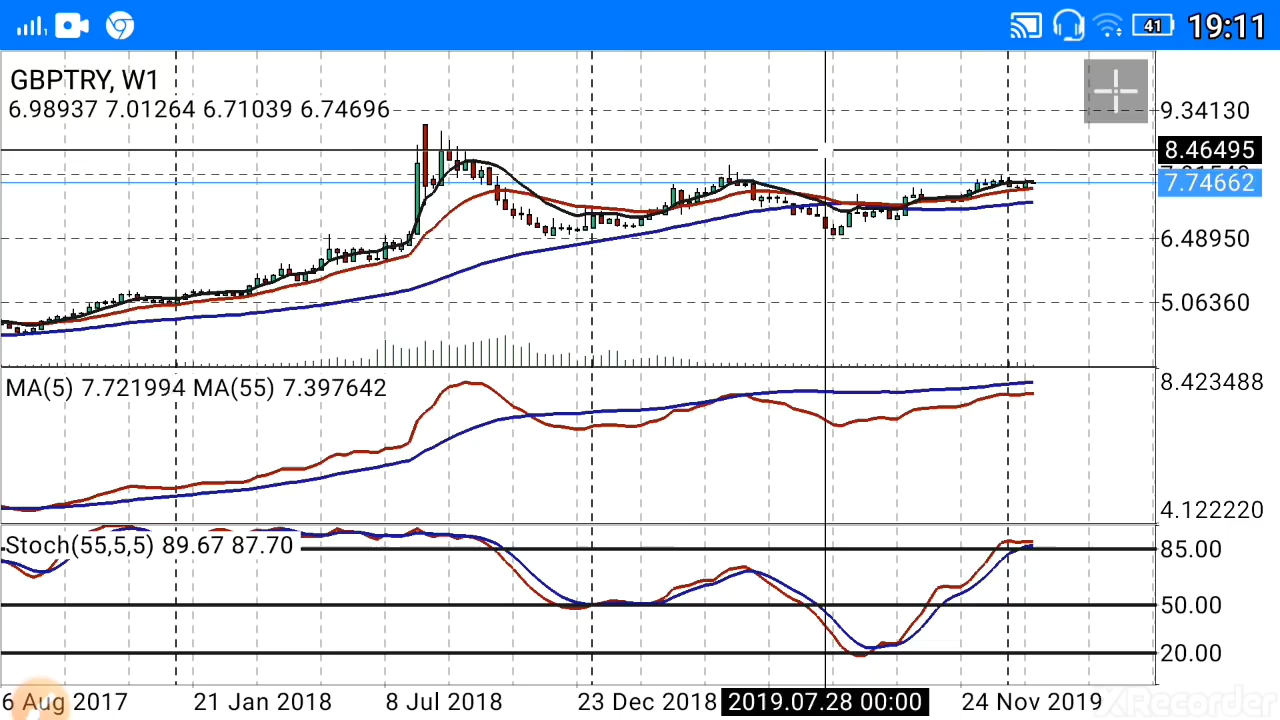 41 19:11
GBPTRY, W1
6.98937 7.01264 6.71039 6.74696
9.34130
8.46495
7.74662
6.48950
5.06360
MA(5) 7.721994 MA(55) 7.397642
8.423488
4.122220
Stoch(55,5,5) 89.67 87.70
85.00
50.00
20.00
6 Aug 2017 21 Jan 2018 8 Jul 2018 23 Dec 2018 2019.07.28 00:00 24 Nov 2019
XRecorder